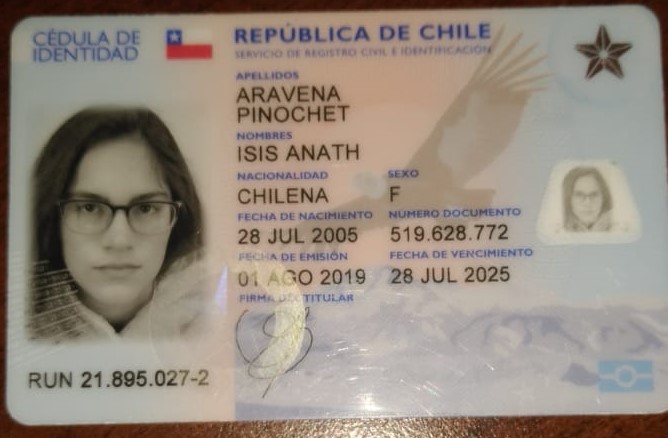 CÉDULA DE
IDENTIDAD
REPÚBLICA DE CHILE
SERVICIO DE REGISTRO CIVIL E IDENTIFICACIÓN
APELLIDOS
ARAVENA
PINOCHET
NOMBRES
ISIS ANATH
NACIONALIDAD SEXO
CHILENA F
FECHA DE NACIMIENTO NÚMERO DOCUMENTO
28 JUL 2005 519.628.772
FECHA DE EMISIÓN FECHA DE VENCIMIENTO
01 AGO 2019 28 JUL 2025
FIRMA DEL TITULAR
RUN 21.895.027-2